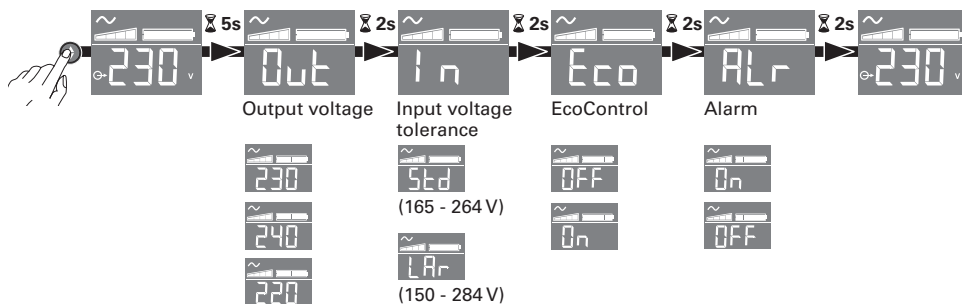 5s
2s
2s
2s
2s
230 v
Out
In
Eco
ALr
230 v
Output voltage
Input voltage
tolerance
EcoControl
Alarm
230
240
220
Std
(165 - 264 V)
LAr
(150 - 284 V)
OFF
On
On
OFF